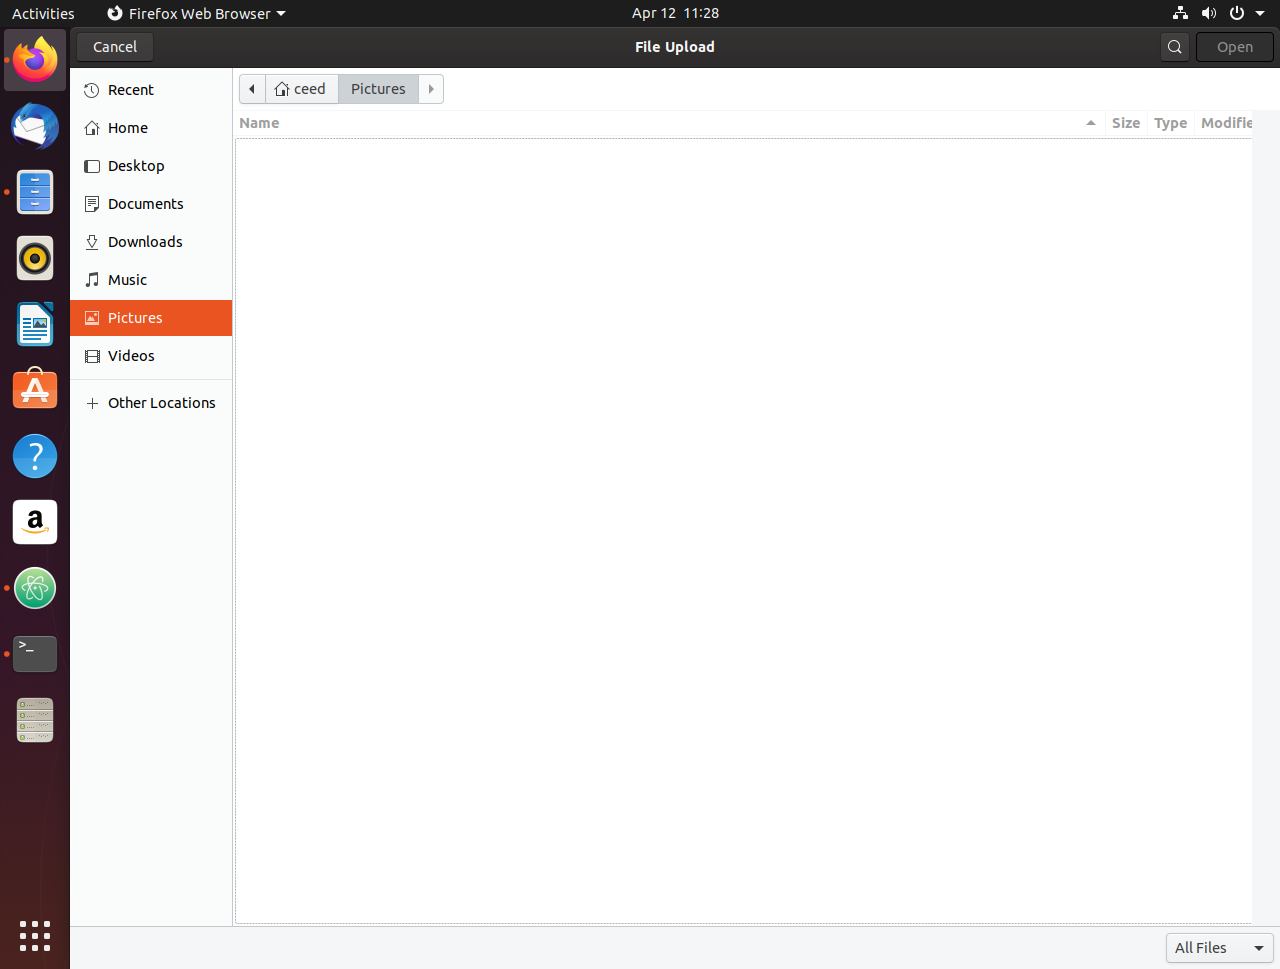 Activities
Firefox Web Browser
Apr 12 11:28
Cancel
File Upload
Open
Recent
Home
Desktop
Documents
Downloads
Music
Pictures
Videos
Other Locations
ceed
Pictures
Name
Size
Type
Modifie
>_
a
?
All Files